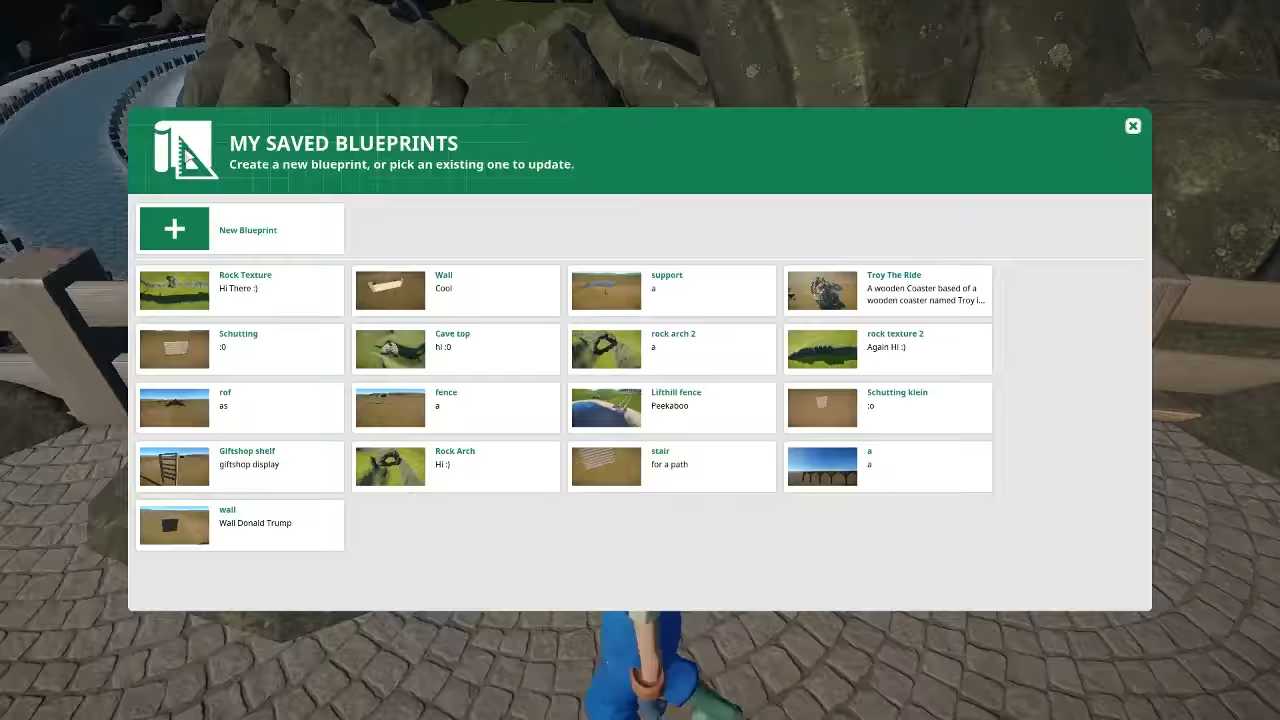 MY SAVED BLUEPRINTS
Create a new blueprint, or pick an existing one to update.
New Blueprint
Rock Texture
Hi There :)
Wall
Cool
support
a
Troy The Ride
A wooden Coaster based of a
wooden coaster named Troy i...
Schutting
:0
Cave top
hi :0
rock arch 2
a
rock texture 2
Again Hi :)
rof
as
fence
a
Lifthill fence
Peekaboo
Schutting klein
:o
Giftshop shelf
giftshop display
Rock Arch
Hi :)
stair
for a path
a
a
wall
Wall Donald Trump